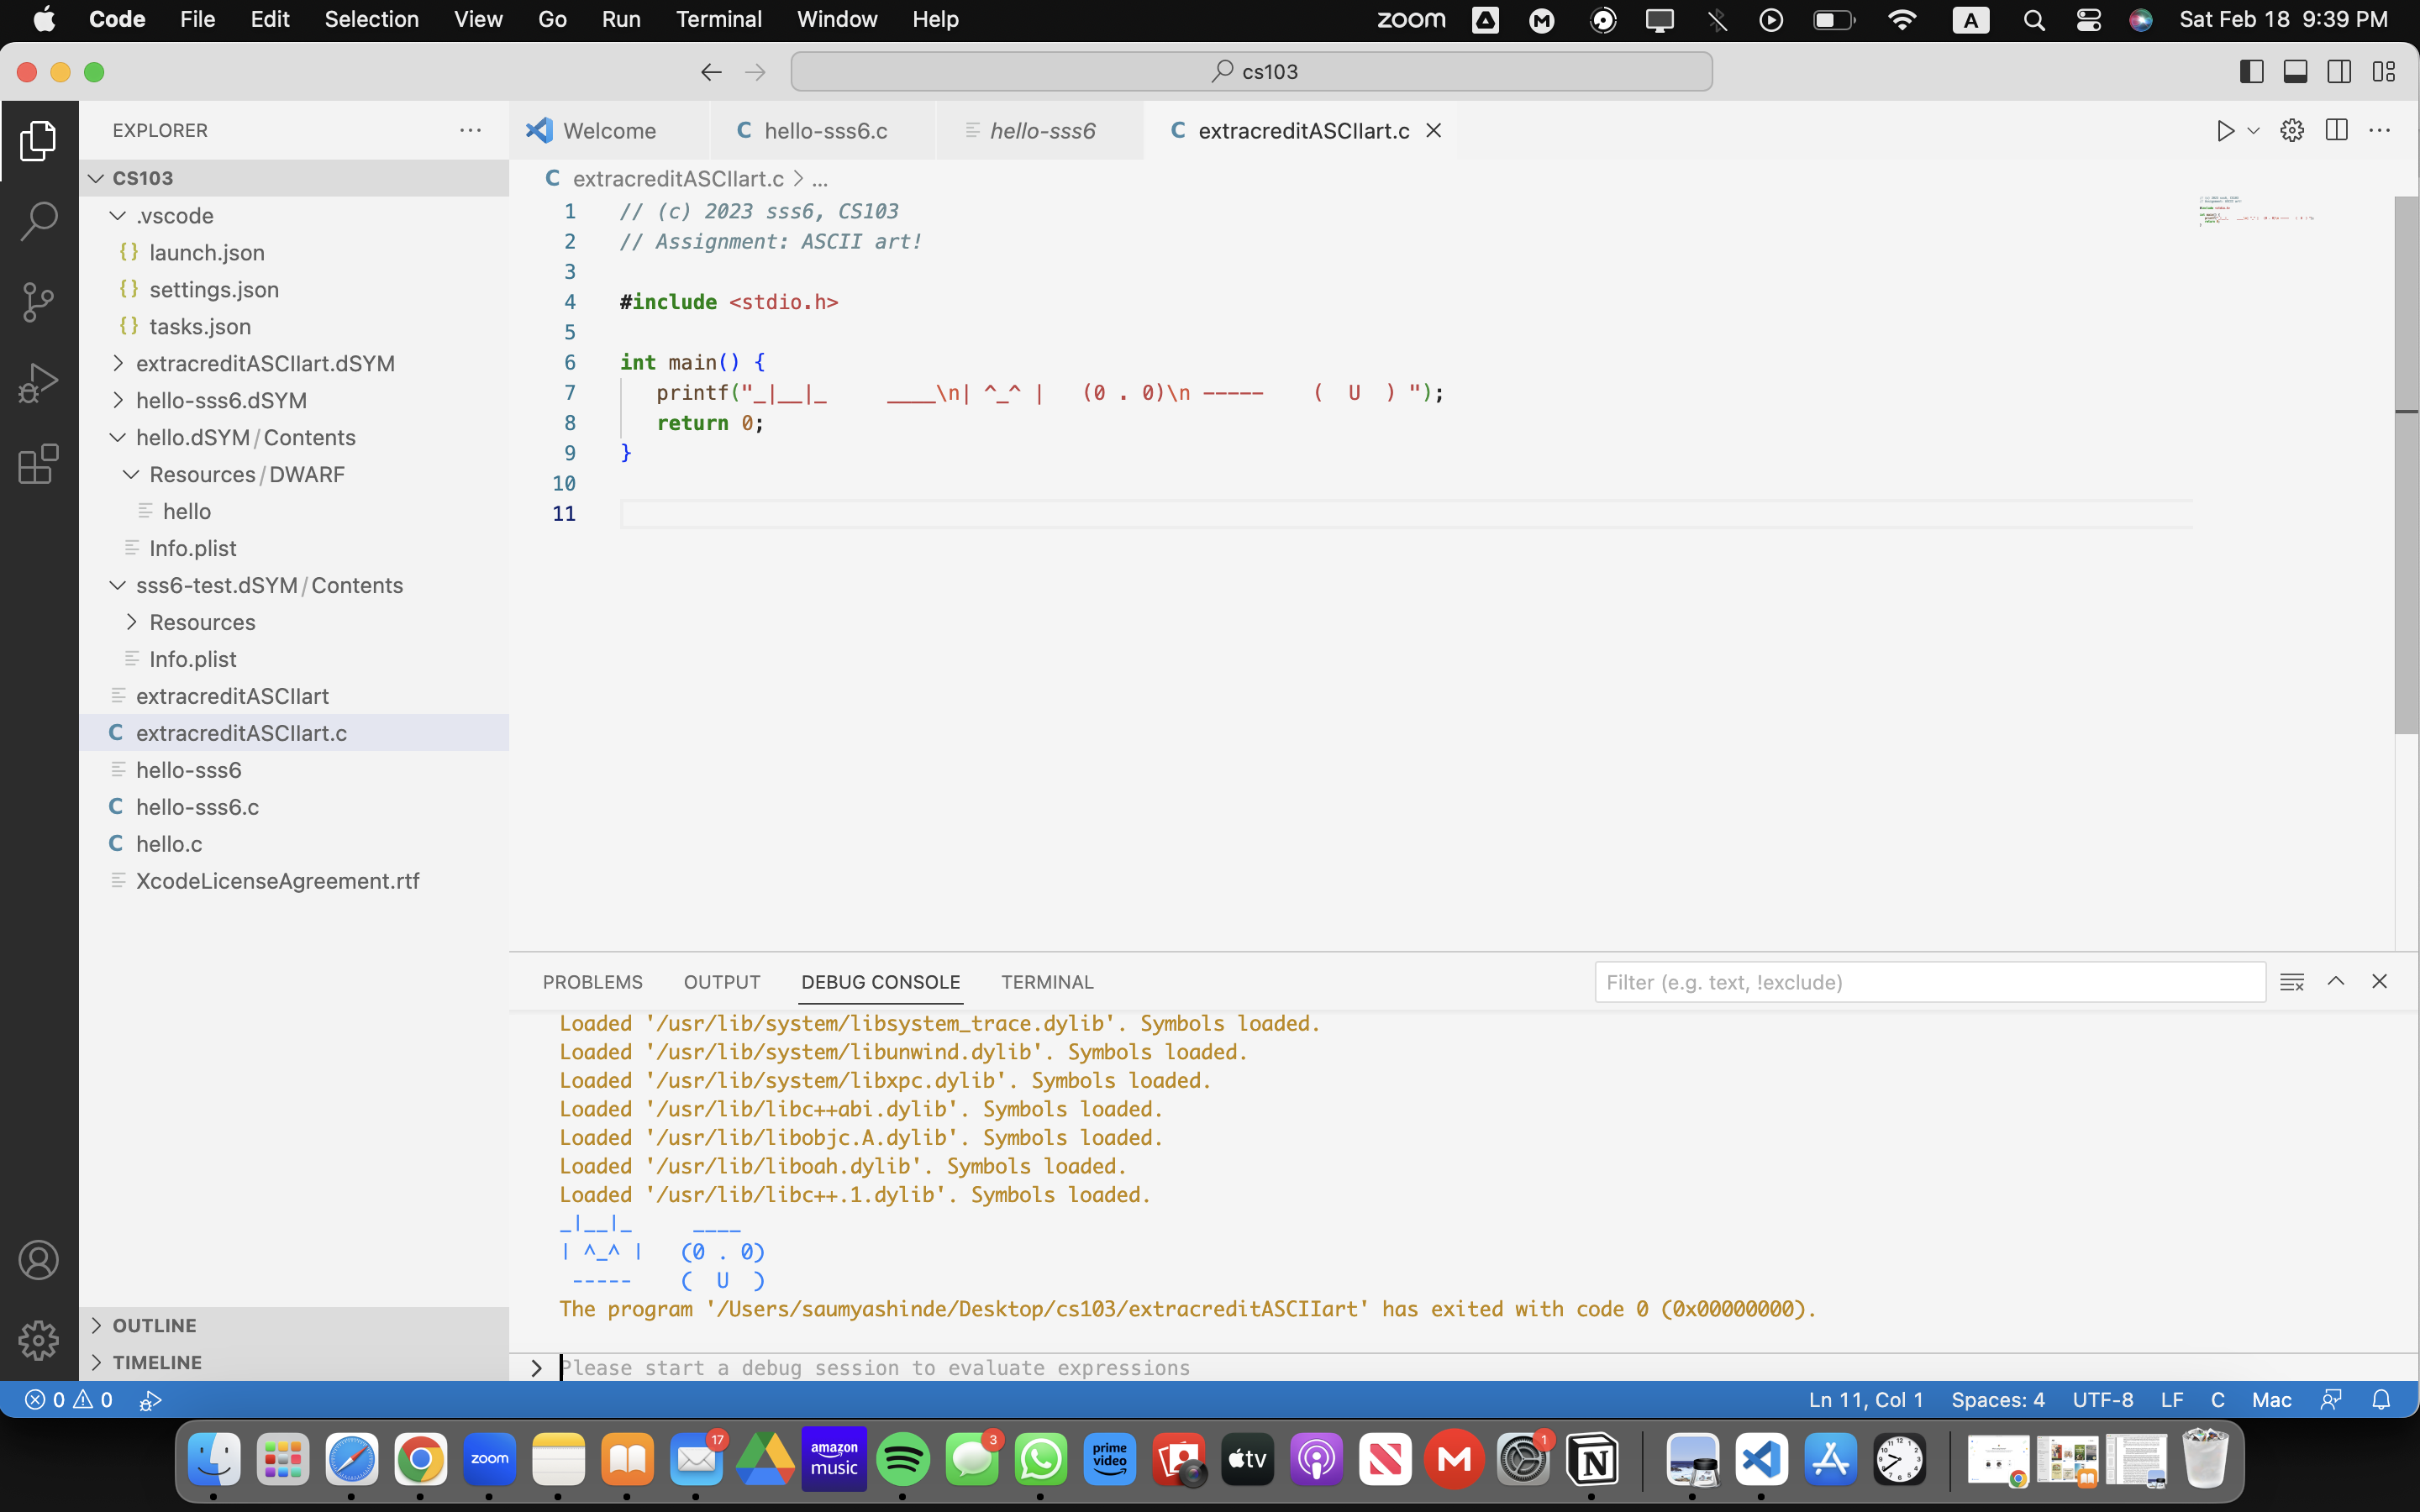 Code File Edit Selection View Go Run Terminal Window Help zoom A Sat Feb 18 9:39 PM
cs103
EXPLORER
Welcome
C hello-sss6.c
hello-sss6
C extracreditASCIIart.c
CS103
.vscode
{} launch.json
{} settings.json
{} tasks.json
extracreditASCIIart.dSYM
hello-sss6.dSYM
hello.dSYM/Contents
Resources/DWARF
hello
Info.plist
sss6-test.dSYM/Contents
Resources
Info.plist
extracreditASCIIart
C extracreditASCIIart.c
hello-sss6
C hello-sss6.c
C hello.c
XcodeLicenseAgreement.rtf
OUTLINE
TIMELINE
C extracreditASCIIart.c > ...
1 // (c) 2023 sss6, CS103
2 // Assignment: ASCII art!
3
4 #include <stdio.h>
5
6 int main() {
7    printf("_|__|_     ____\n| ^_^ |   (0 . 0)\n -----    (  U  ) ");
8    return 0;
9 }
10
11
PROBLEMS OUTPUT DEBUG CONSOLE TERMINAL
Filter (e.g. text, !exclude)
Loaded '/usr/lib/system/libsystem_trace.dylib'. Symbols loaded.
Loaded '/usr/lib/system/libunwind.dylib'. Symbols loaded.
Loaded '/usr/lib/system/libxpc.dylib'. Symbols loaded.
Loaded '/usr/lib/libc++abi.dylib'. Symbols loaded.
Loaded '/usr/lib/libobjc.A.dylib'. Symbols loaded.
Loaded '/usr/lib/liboah.dylib'. Symbols loaded.
Loaded '/usr/lib/libc++.1.dylib'. Symbols loaded.
_|__|_     ____
| ^_^ |   (0 . 0)
 -----    (  U  )
The program '/Users/saumyashinde/Desktop/cs103/extracreditASCIIart' has exited with code 0 (0x00000000).
> Please start a debug session to evaluate expressions
0 0
Ln 11, Col 1 Spaces: 4 UTF-8 LF C Mac
zoom
17
amazon music
3
prime video
tv
1